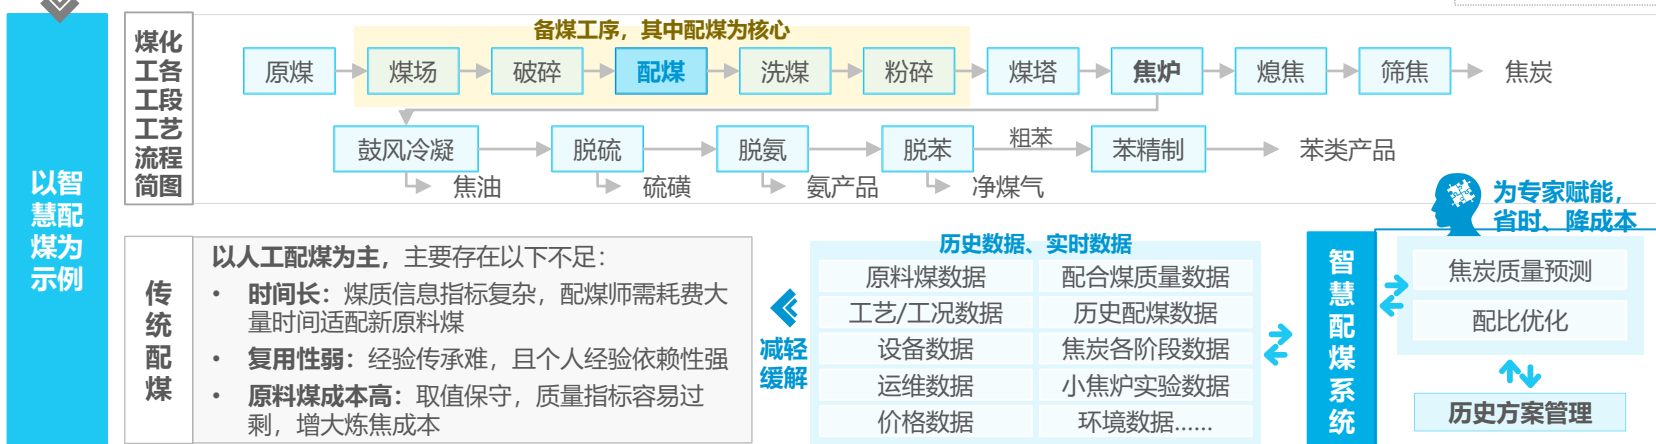 以智
慧配
煤为
示例
煤化
工各
工段
工艺
流程
简图
备煤工序，其中配煤为核心
原煤
煤场
破碎
配煤
洗煤
粉碎
煤塔
焦炉
熄焦
筛焦
焦炭
鼓风冷凝
脱硫
脱氨
脱苯
粗苯
苯精制
苯类产品
焦油
硫磺
氨产品
净煤气
传
统
配
煤
以人工配煤为主，主要存在以下不足：
• 时间长：煤质信息指标复杂，配煤师需耗费大
量时间适配新原料煤
• 复用性弱：经验传承难，且个人经验依赖性强
• 原料煤成本高：取值保守，质量指标容易过
剩，增大炼焦成本
减轻
缓解
历史数据、实时数据
原料煤数据
配合煤质量数据
工艺/工况数据
历史配煤数据
设备数据
焦炭各阶段数据
运维数据
小焦炉实验数据
价格数据
环境数据……
智
慧
配
煤
系
统
为专家赋能，
省时、降成本
焦炭质量预测
配比优化
历史方案管理